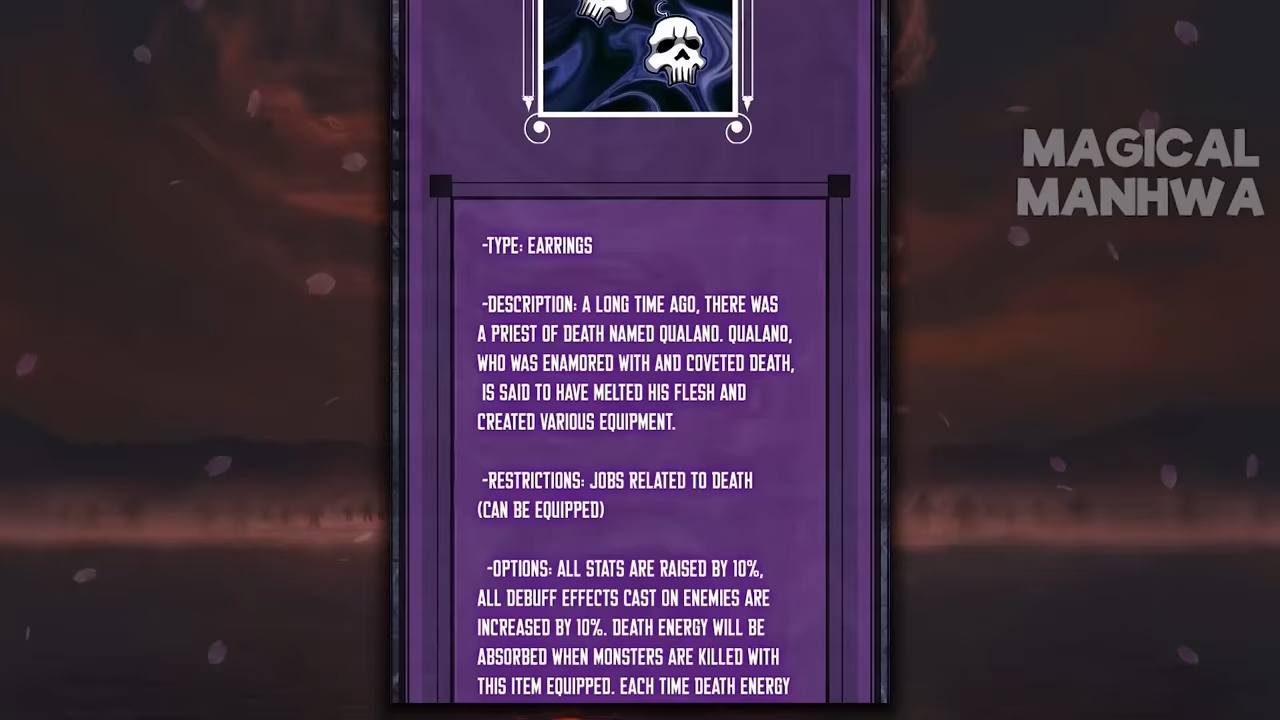 MAGICAL
MANHWA
-TYPE: EARRINGS
-DESCRIPTION: A LONG TIME AGO, THERE WAS
A PRIEST OF DEATH NAMED QUALANO. QUALANO,
WHO WAS ENAMORED WITH AND COVETED DEATH,
IS SAID TO HAVE MELTED HIS FLESH AND
CREATED VARIOUS EQUIPMENT.
-RESTRICTIONS: JOBS RELATED TO DEATH
(CAN BE EQUIPPED)
-OPTIONS: ALL STATS ARE RAISED BY 10%,
ALL DEBUFF EFFECTS CAST ON ENEMIES ARE
INCREASED BY 10%. DEATH ENERGY WILL BE
ABSORBED WHEN MONSTERS ARE KILLED WITH
THIS ITEM EQUIPPED. EACH TIME DEATH ENERGY